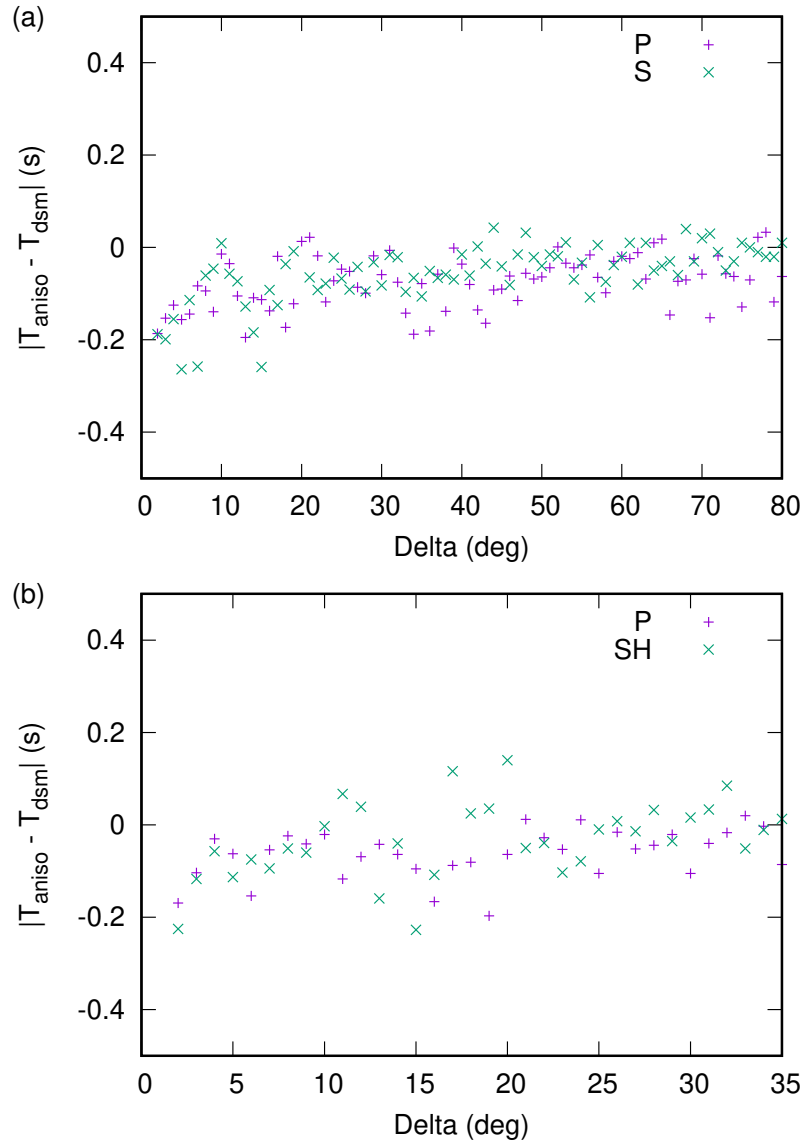 (a)
P
S
0.4
0.2
0
-0.2
-0.4
|T_aniso - T_dsm| (s)
0 10 20 30 40 50 60 70 80
Delta (deg)
(b)
P
SH
0.4
0.2
0
-0.2
-0.4
|T_aniso - T_dsm| (s)
0 5 10 15 20 25 30 35
Delta (deg)